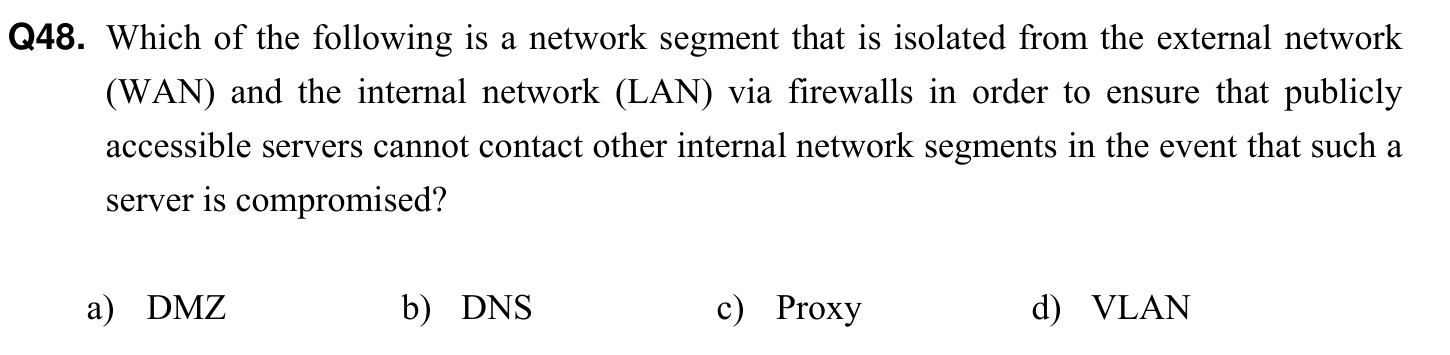 Q48. Which of the following is a network segment that is isolated from the external network
(WAN) and the internal network (LAN) via firewalls in order to ensure that publicly
accessible servers cannot contact other internal network segments in the event that such a
server is compromised?
a) DMZ b) DNS c) Proxy d) VLAN